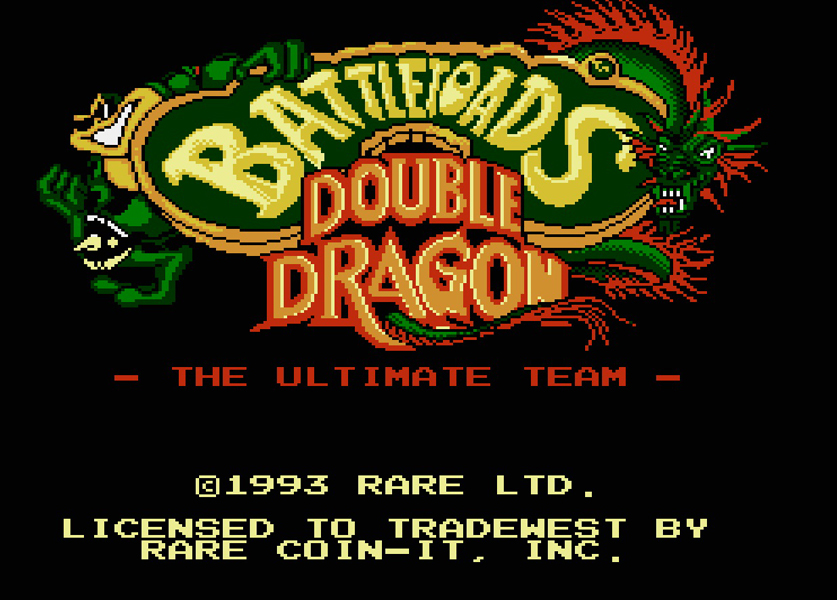 BATTLETOADS
DOUBLE
DRAGON
- THE ULTIMATE TEAM -
©1993 RARE LTD.
LICENSED TO TRADEWEST BY
RARE COIN-IT, INC.